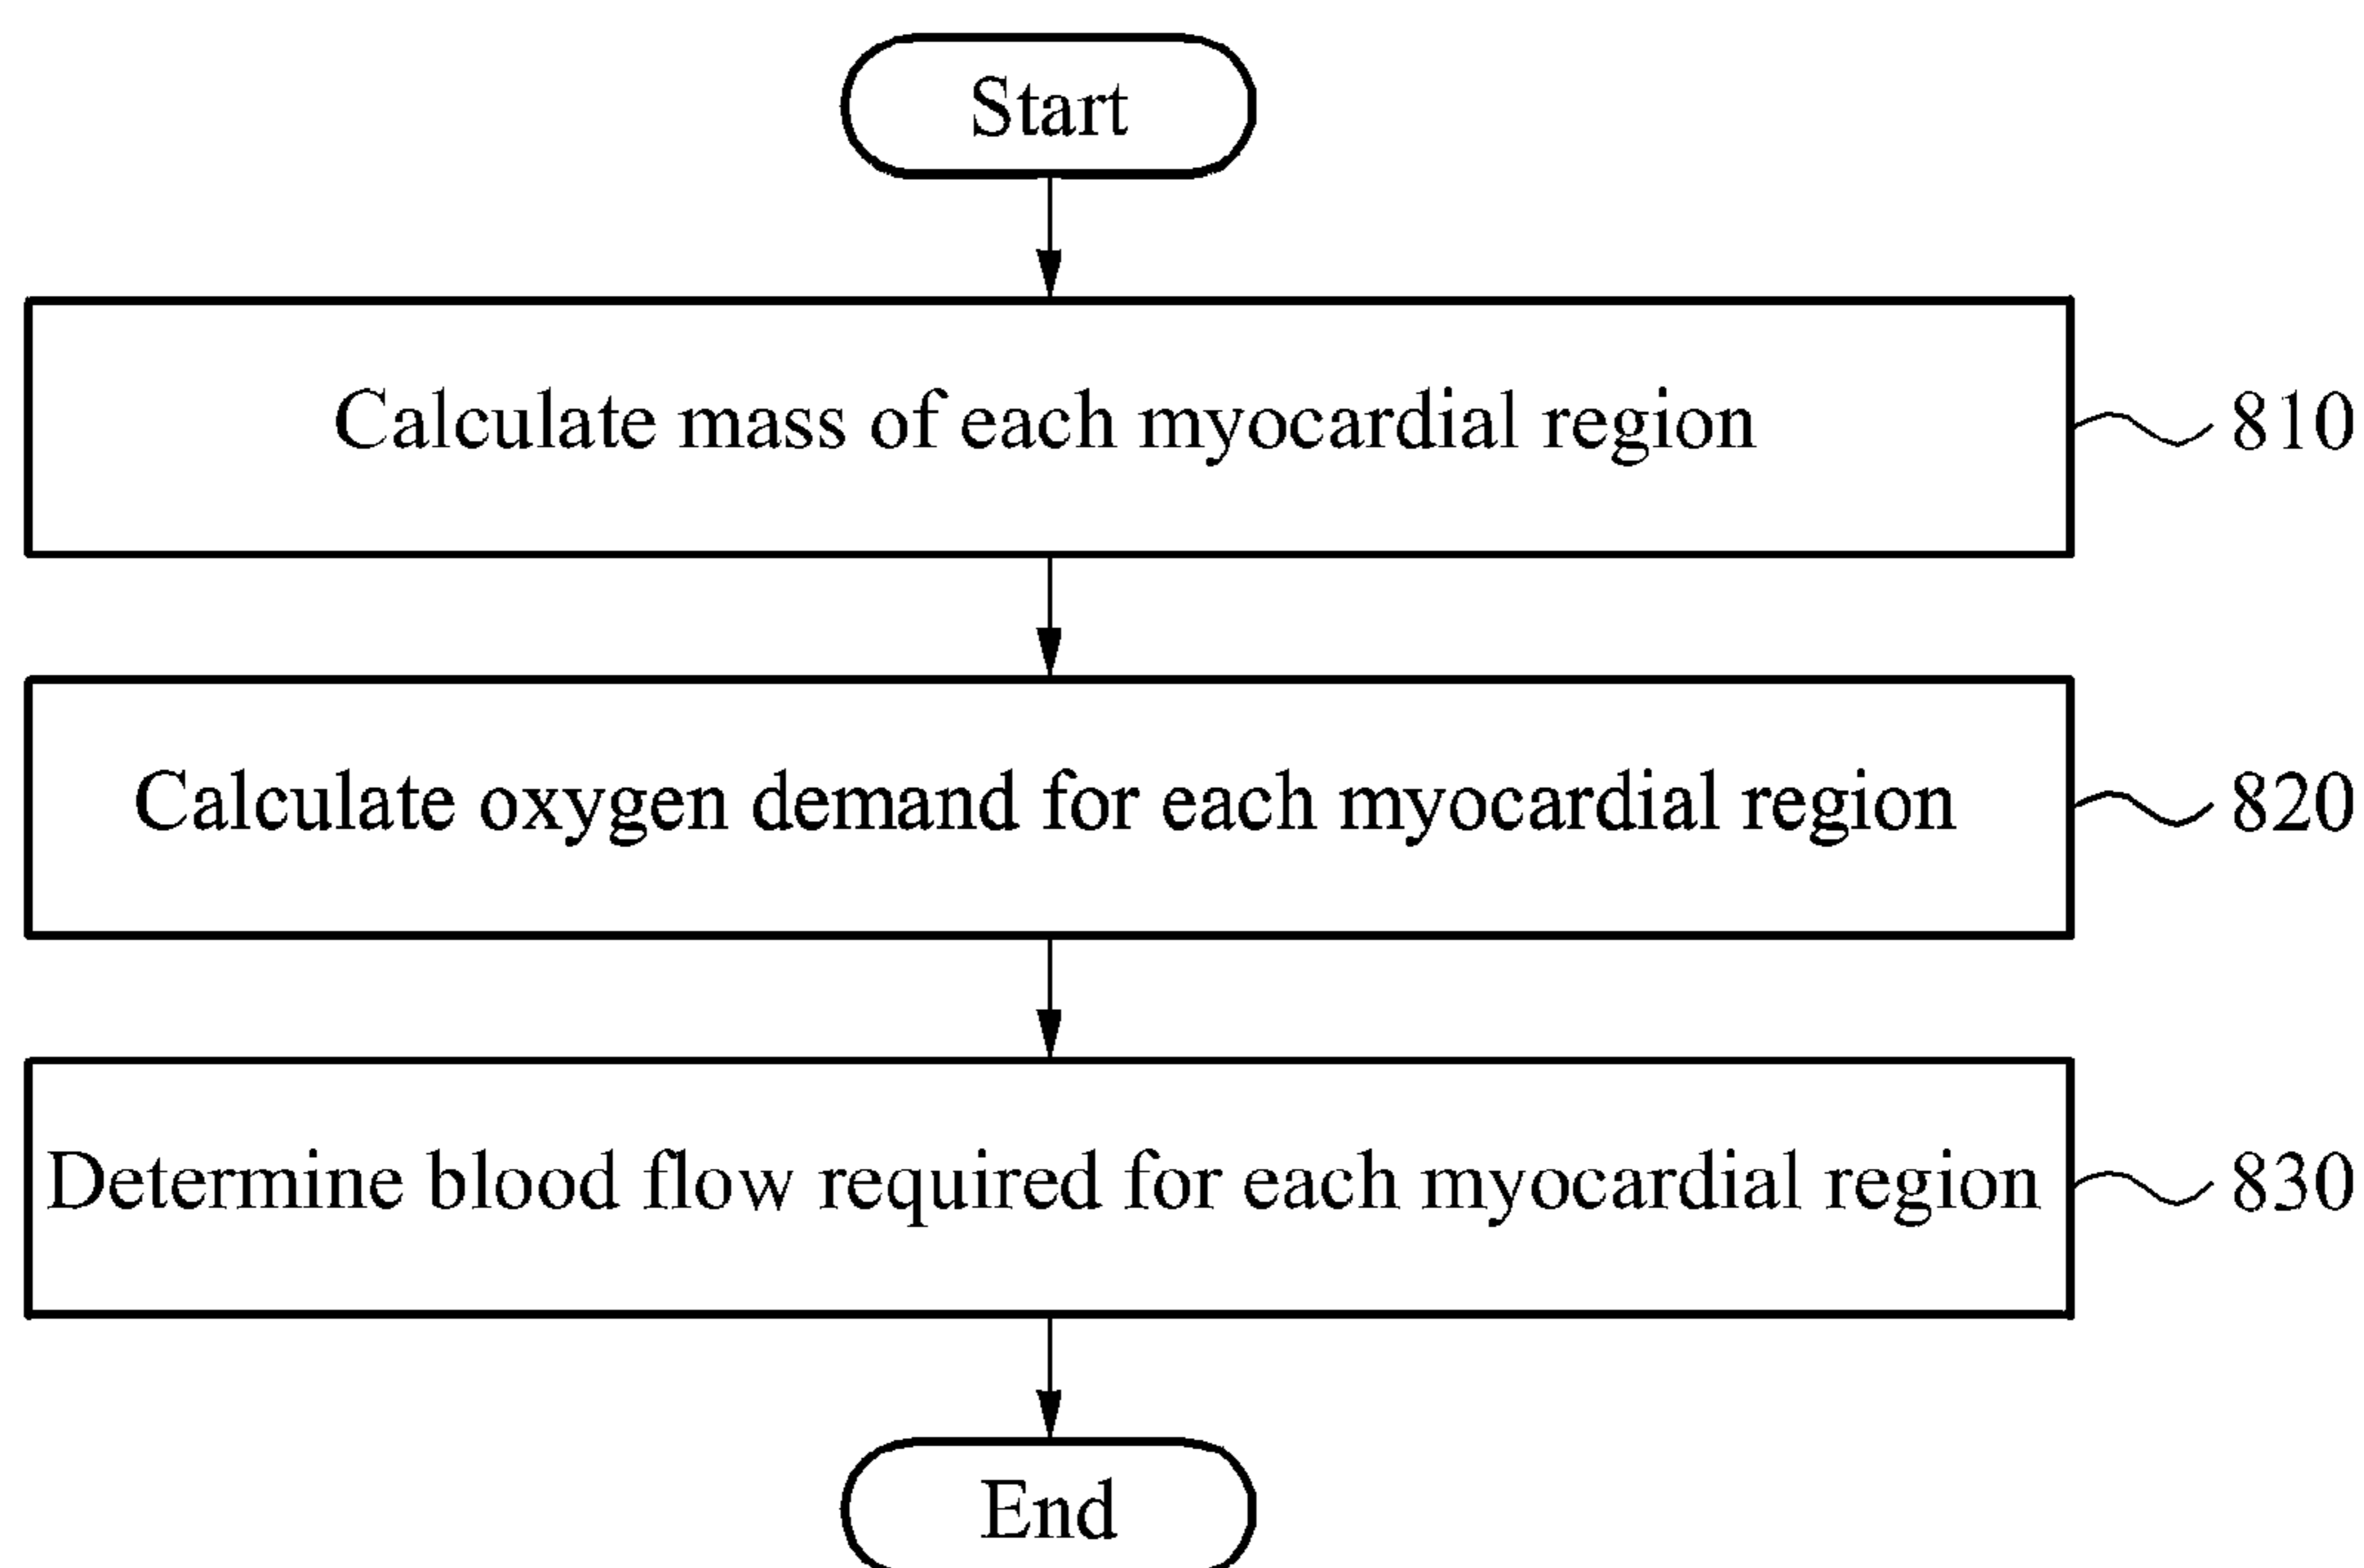 Start
Calculate mass of each myocardial region
810
Calculate oxygen demand for each myocardial region
820
Determine blood flow required for each myocardial region
830
End